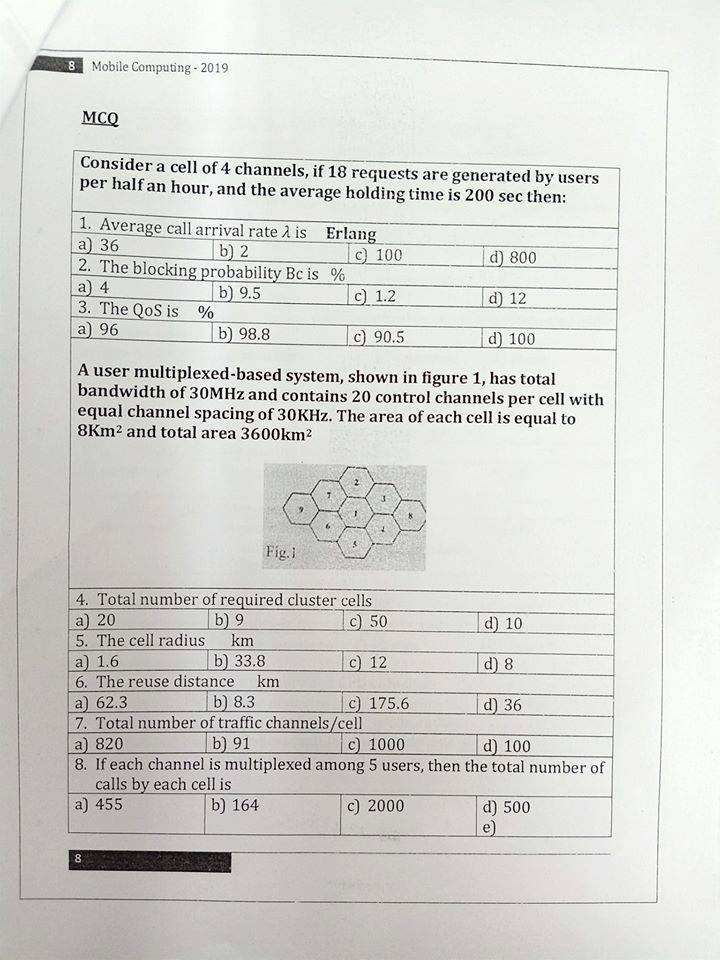 8 Mobile Computing - 2019
MCQ
Consider a cell of 4 channels, if 18 requests are generated by users
per half an hour, and the average holding time is 200 sec then:
1. Average call arrival rate λ is Erlang
a) 36 b) 2 c) 100 d) 800
2. The blocking probability Bc is %
a) 4 b) 9.5 c) 1.2 d) 12
3. The QoS is %
a) 96 b) 98.8 c) 90.5 d) 100
A user multiplexed-based system, shown in figure 1, has total
bandwidth of 30MHz and contains 20 control channels per cell with
equal channel spacing of 30KHz. The area of each cell is equal to
8Km² and total area 3600km²
2
7 3
9 1 8
6 4
5
Fig.1
4. Total number of required cluster cells
a) 20 b) 9 c) 50 d) 10
5. The cell radius km
a) 1.6 b) 33.8 c) 12 d) 8
6. The reuse distance km
a) 62.3 b) 8.3 c) 175.6 d) 36
7. Total number of traffic channels/cell
a) 820 b) 91 c) 1000 d) 100
8. If each channel is multiplexed among 5 users, then the total number of
calls by each cell is
a) 455 b) 164 c) 2000 d) 500
e)
8